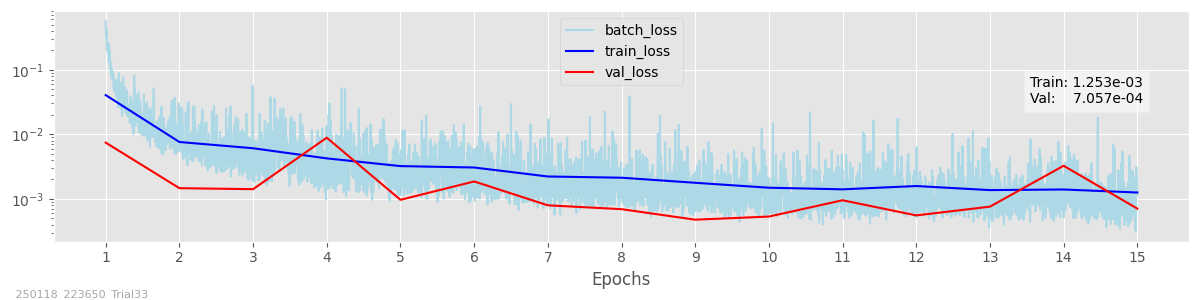 batch_loss
train_loss
val_loss
Train: 1.253e-03
Val: 7.057e-04
10⁻¹
10⁻²
10⁻³
1 2 3 4 5 6 7 8 9 10 11 12 13 14 15
Epochs
250118_223650_Trial33